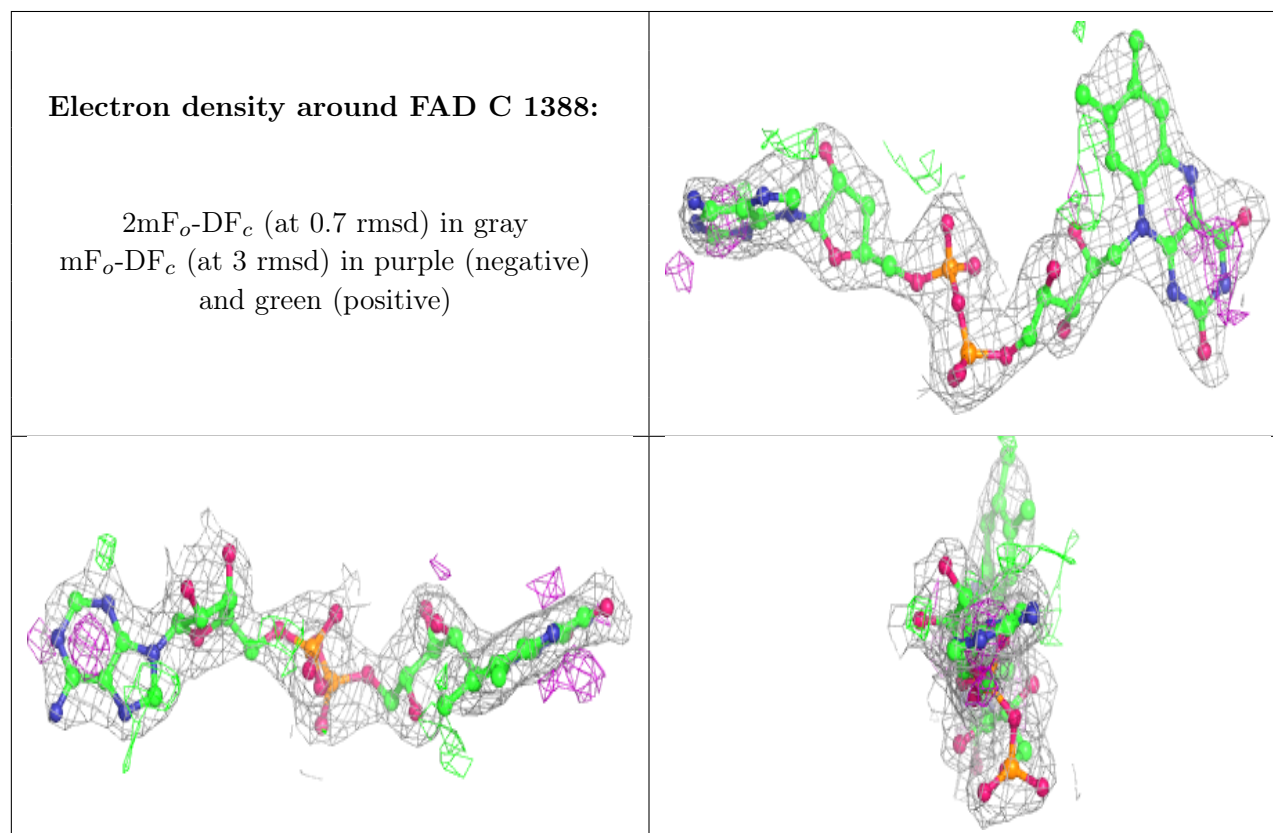 Electron density around FAD C 1388:
2mFo-DFc (at 0.7 rmsd) in gray
mFo-DFc (at 3 rmsd) in purple (negative)
and green (positive)